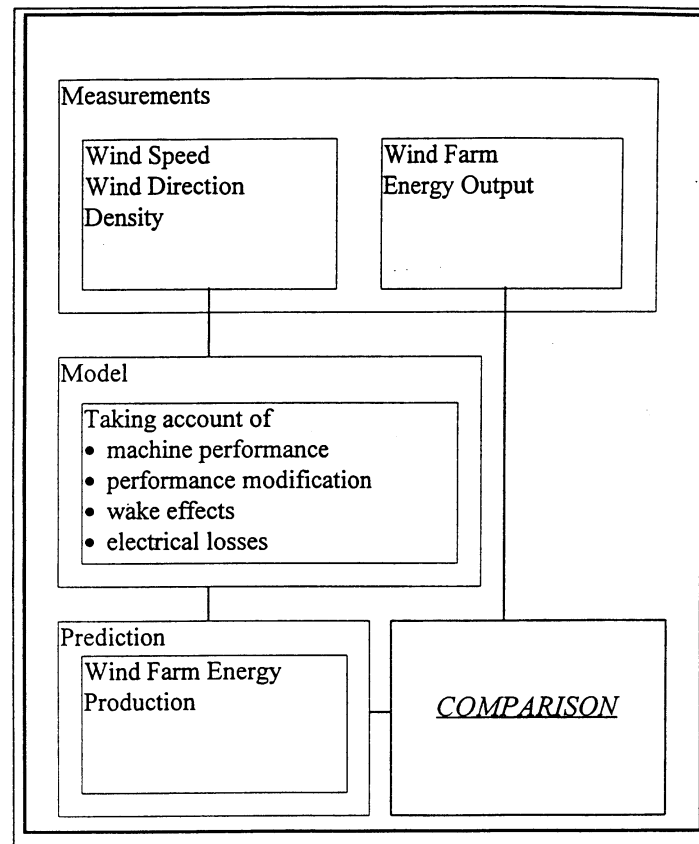 Measurements
Wind Speed
Wind Direction
Density
Wind Farm
Energy Output
Model
Taking account of
• machine performance
• performance modification
• wake effects
• electrical losses
Prediction
Wind Farm Energy
Production
COMPARISON